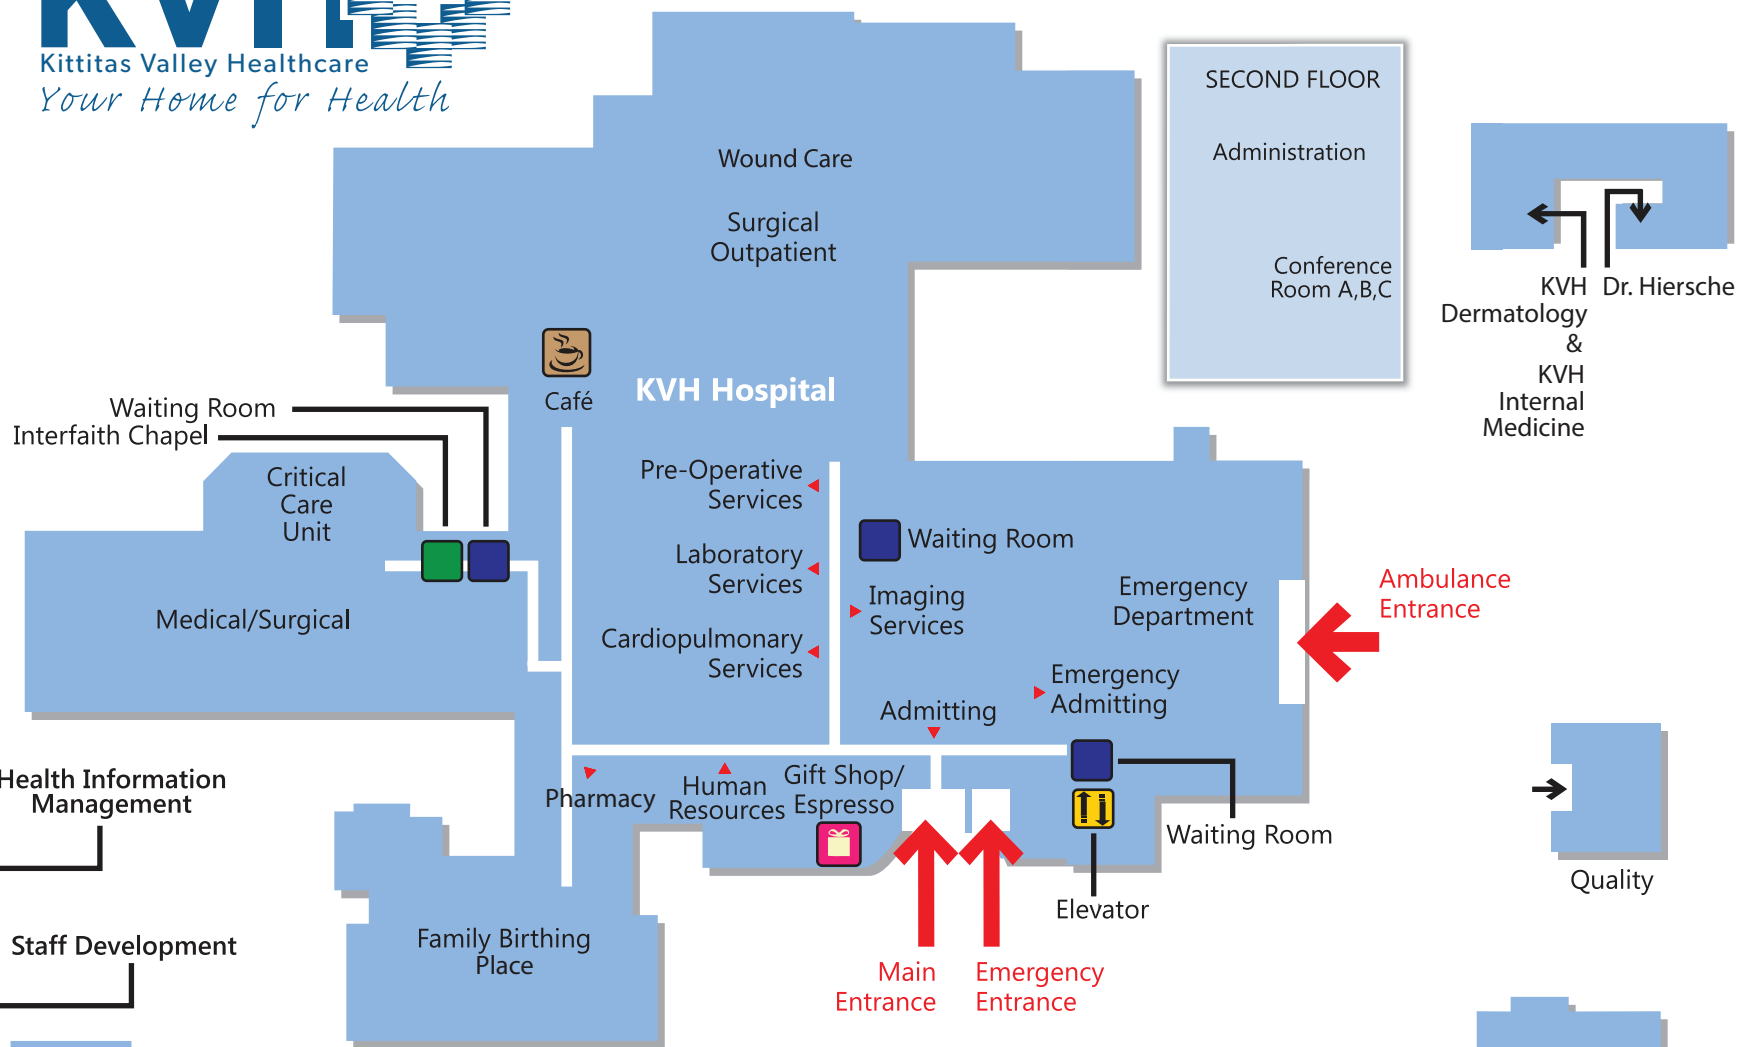 KVH
Kittitas Valley Healthcare
Your Home for Health
SECOND FLOOR
Administration
Conference
Room A,B,C
Wound Care
Surgical
Outpatient
KVH
Dermatology
&
KVH
Internal
Medicine
Dr. Hiersche
Café
KVH Hospital
Waiting Room
Interfaith Chapel
Critical
Care
Unit
Medical/Surgical
Pre-Operative
Services
Laboratory
Services
Cardiopulmonary
Services
Waiting Room
Imaging
Services
Emergency
Department
Ambulance
Entrance
Emergency
Admitting
Admitting
Health Information
Management
Pharmacy
Human
Resources
Gift Shop/
Espresso
Waiting Room
Elevator
Quality
Staff Development
Family Birthing
Place
Main
Entrance
Emergency
Entrance